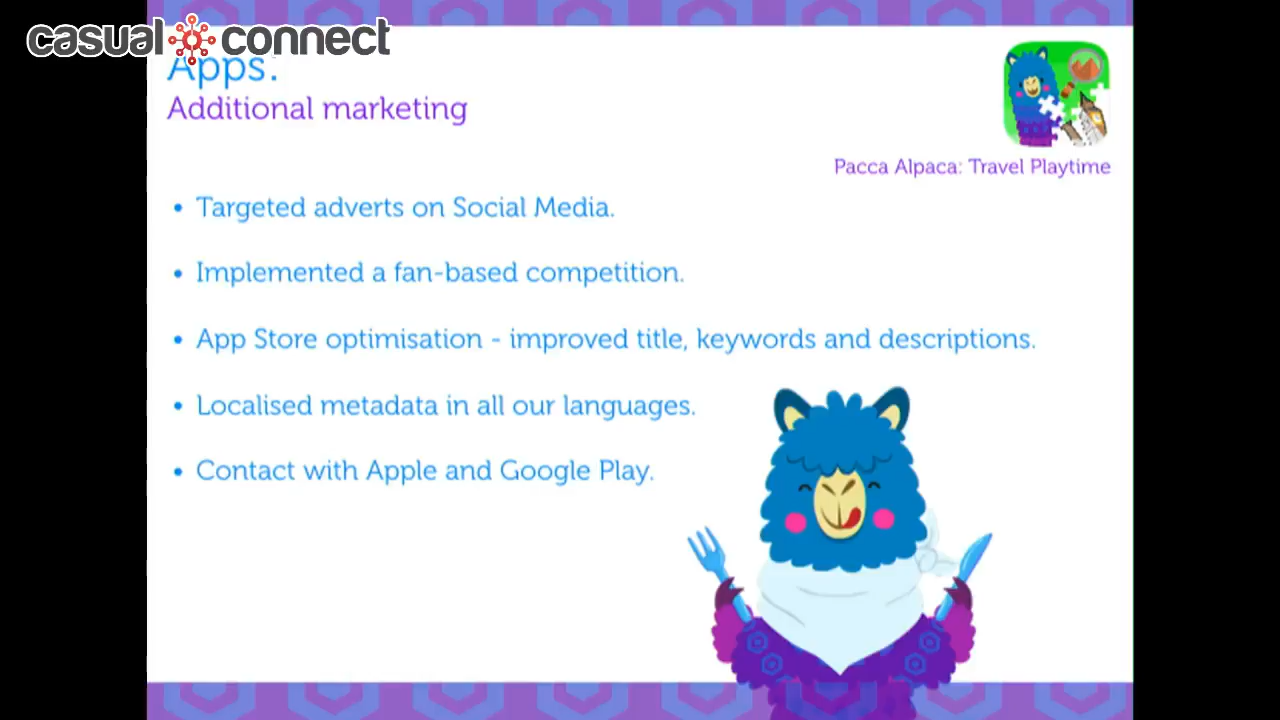 casual connect
Apps:
Additional marketing
Pacca Alpaca: Travel Playtime
• Targeted adverts on Social Media.
• Implemented a fan-based competition.
• App Store optimisation - improved title, keywords and descriptions.
• Localised metadata in all our languages.
• Contact with Apple and Google Play.